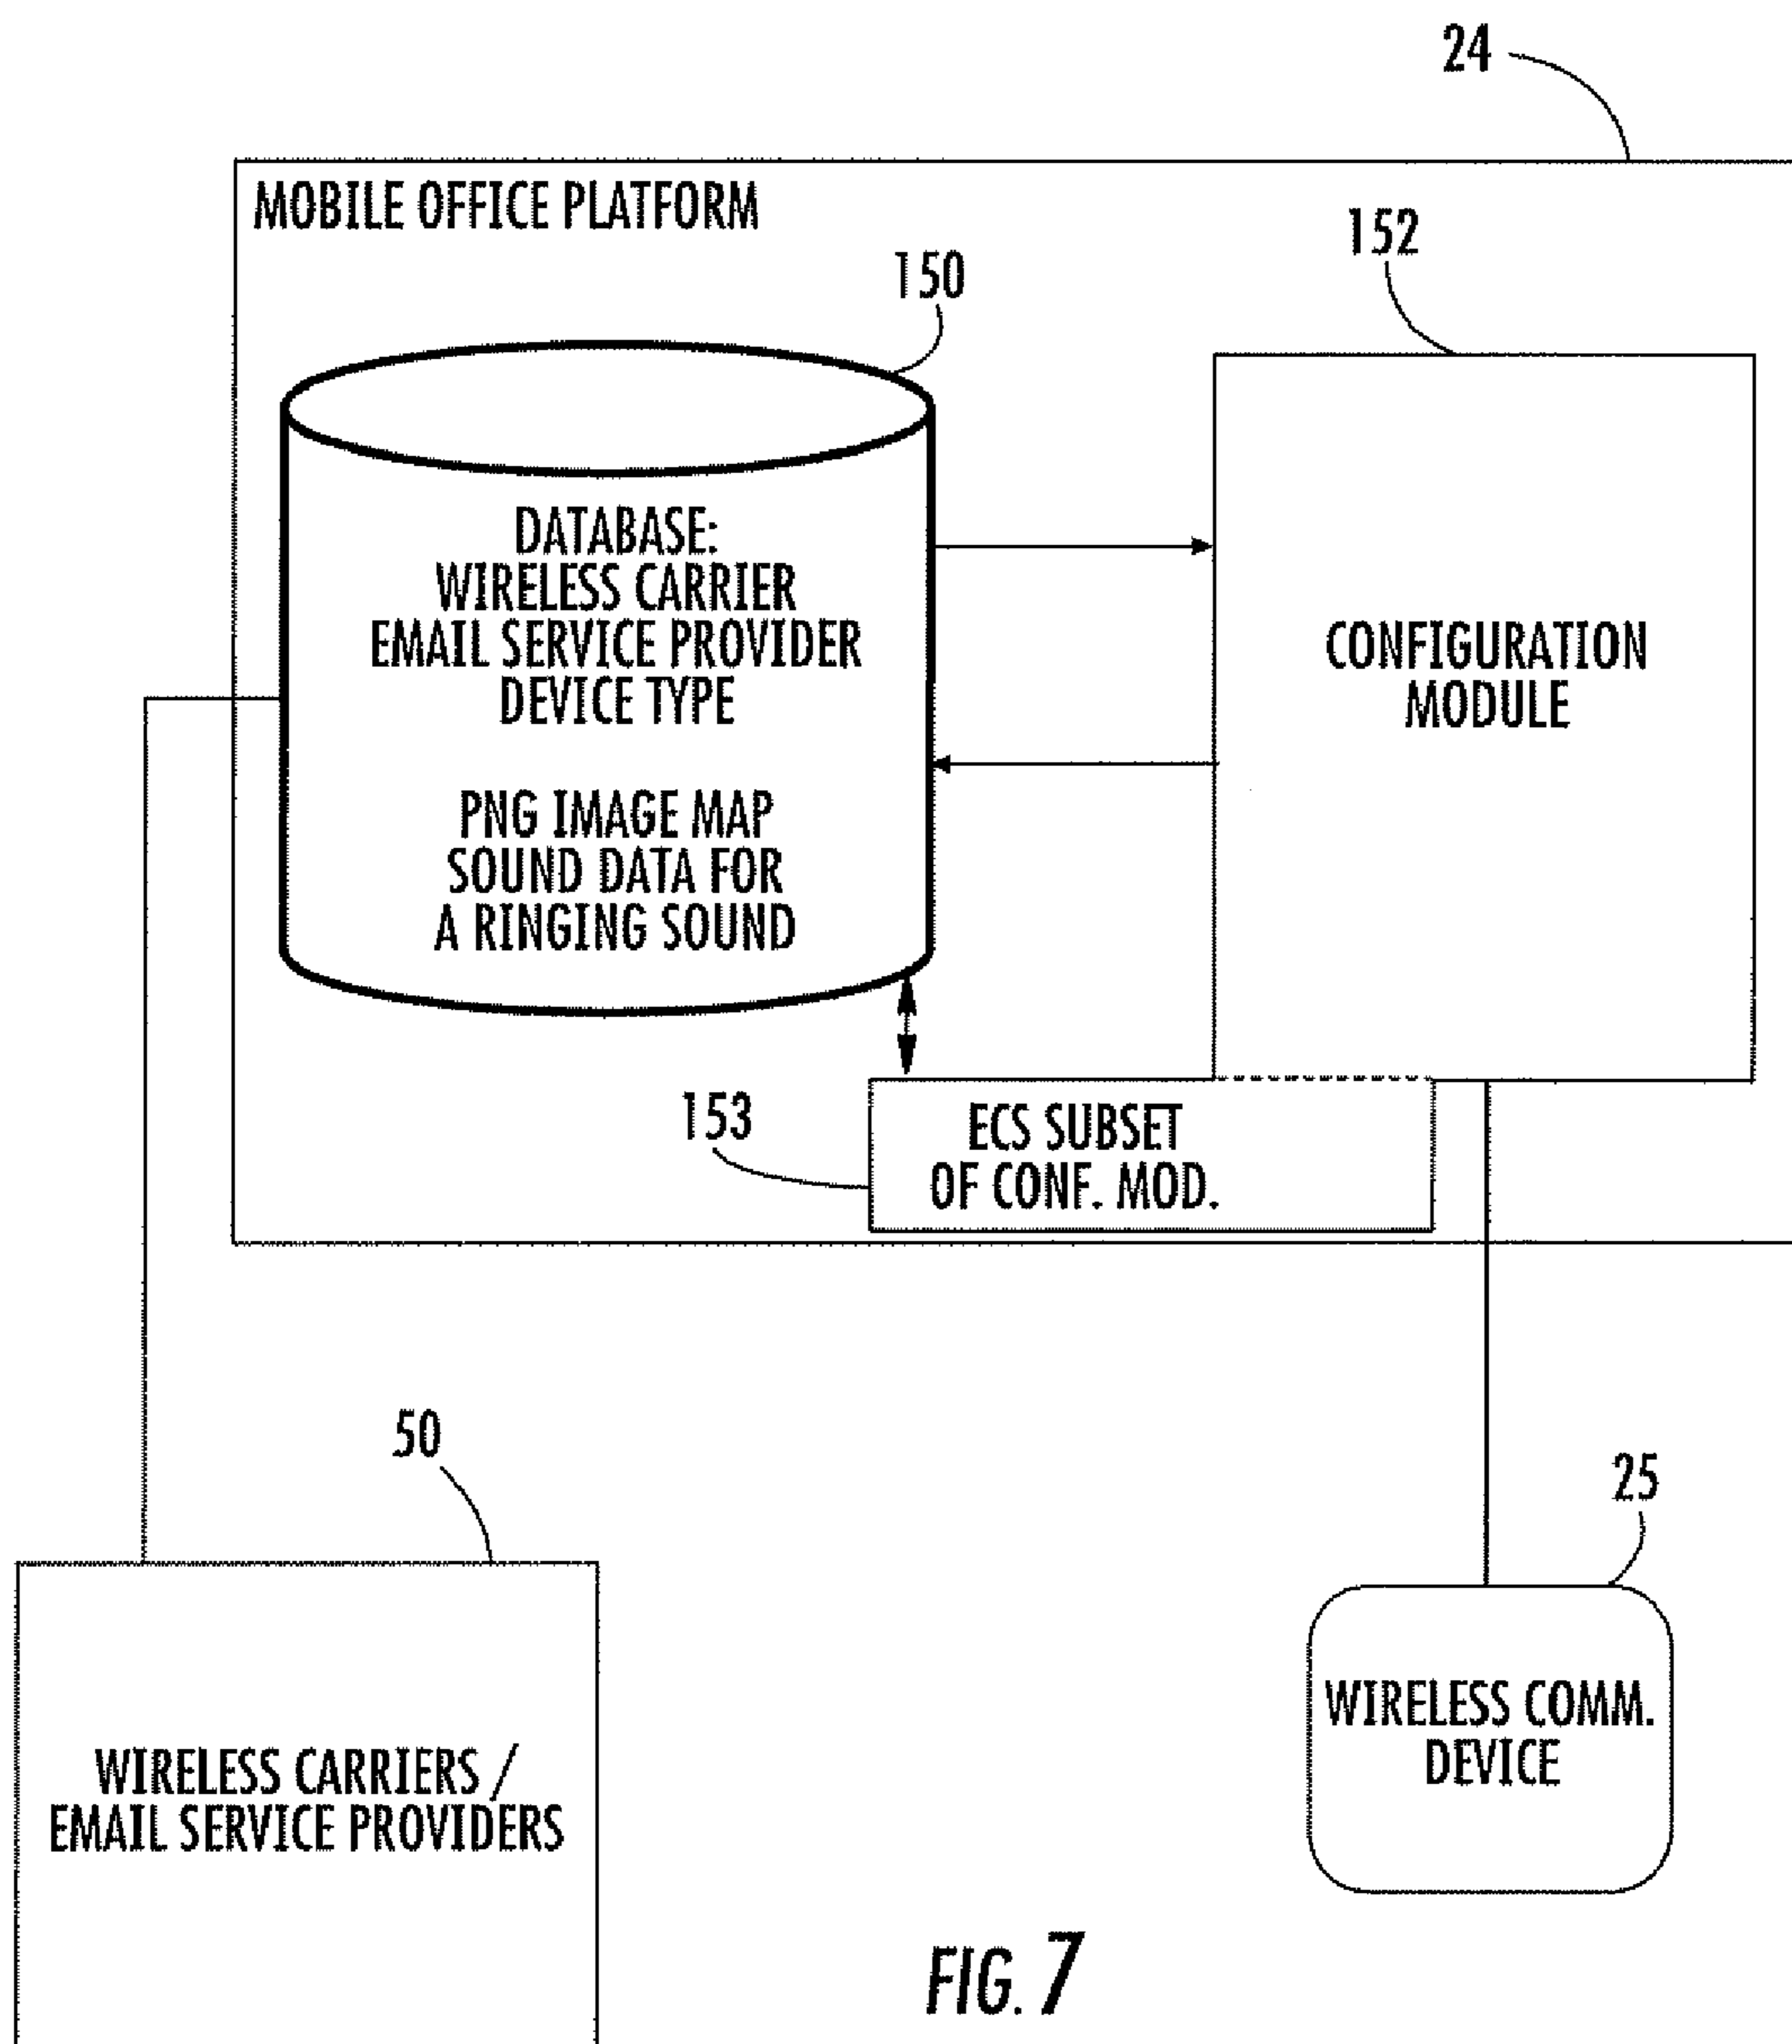 24
MOBILE OFFICE PLATFORM
150
152
DATABASE:
WIRELESS CARRIER
EMAIL SERVICE PROVIDER
DEVICE TYPE
PNG IMAGE MAP
SOUND DATA FOR
A RINGING SOUND
CONFIGURATION
MODULE
153
ECS SUBSET
OF CONF. MOD.
50
25
WIRELESS CARRIERS /
EMAIL SERVICE PROVIDERS
WIRELESS COMM.
DEVICE
FIG. 7